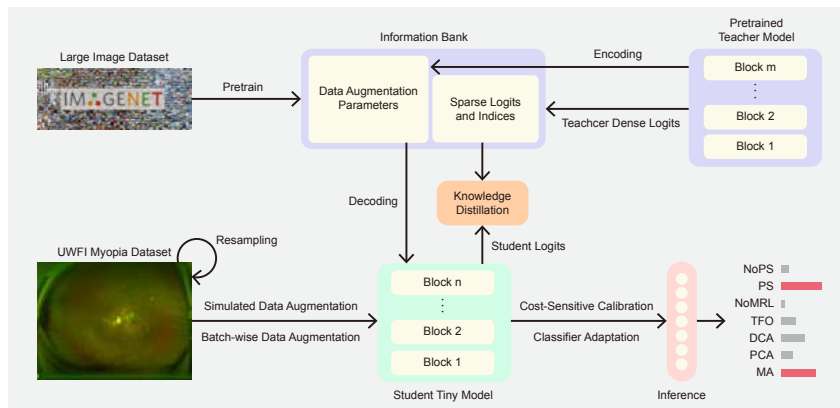 Large Image Dataset
IMAGENET
Pretrain
Information Bank
Data Augmentation
Parameters
Sparse Logits
and Indices
Encoding
Teachcer Dense Logits
Pretrained
Teacher Model
Block m
Block 2
Block 1
Decoding
Knowledge
Distillation
Student Logits
UWFI Myopia Dataset
Resampling
Simulated Data Augmentation
Batch-wise Data Augmentation
Block n
Block 2
Block 1
Student Tiny Model
Cost-Sensitive Calibration
Classifier Adaptation
Inference
NoPS
PS
NoMRL
TFO
DCA
PCA
MA